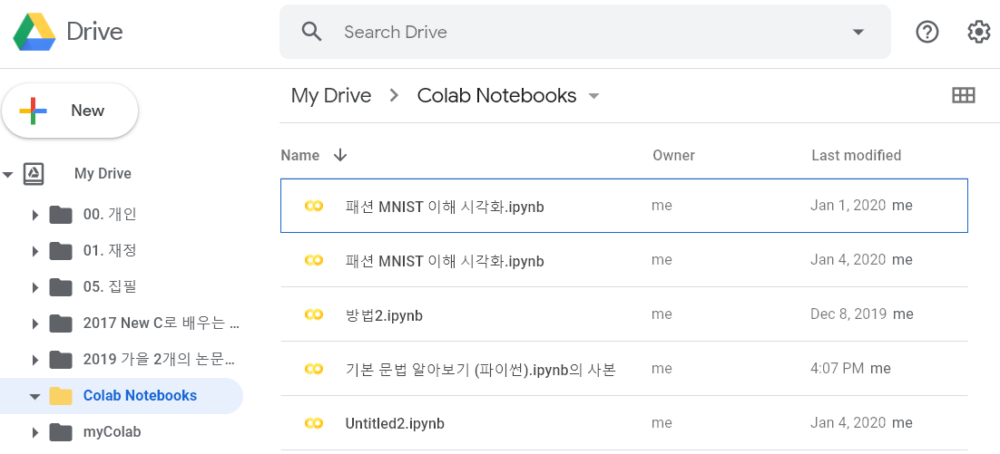 Drive
Search Drive
New
My Drive
00. 개인
01. 재정
05. 집필
2017 New C로 배우는 ...
2019 가을 2개의 논문...
Colab Notebooks
myColab
My Drive > Colab Notebooks
Name Owner Last modified
패션 MNIST 이해 시각화.ipynb me Jan 1, 2020 me
패션 MNIST 이해 시각화.ipynb me Jan 4, 2020 me
방법2.ipynb me Dec 8, 2019 me
기본 문법 알아보기 (파이썬).ipynb의 사본 me 4:07 PM me
Untitled2.ipynb me Jan 4, 2020 me